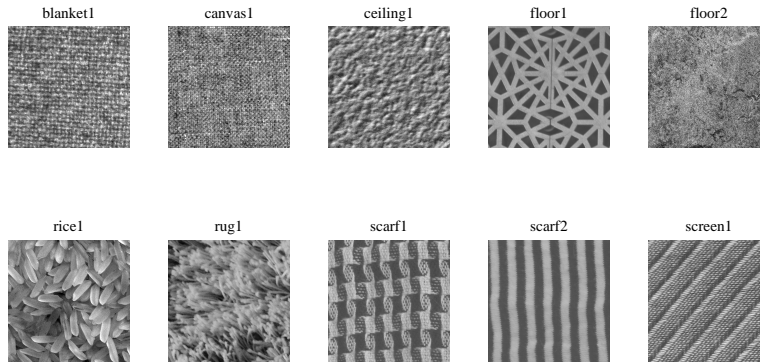 blanket1 canvas1 ceiling1 floor1 floor2
rice1 rug1 scarf1 scarf2 screen1